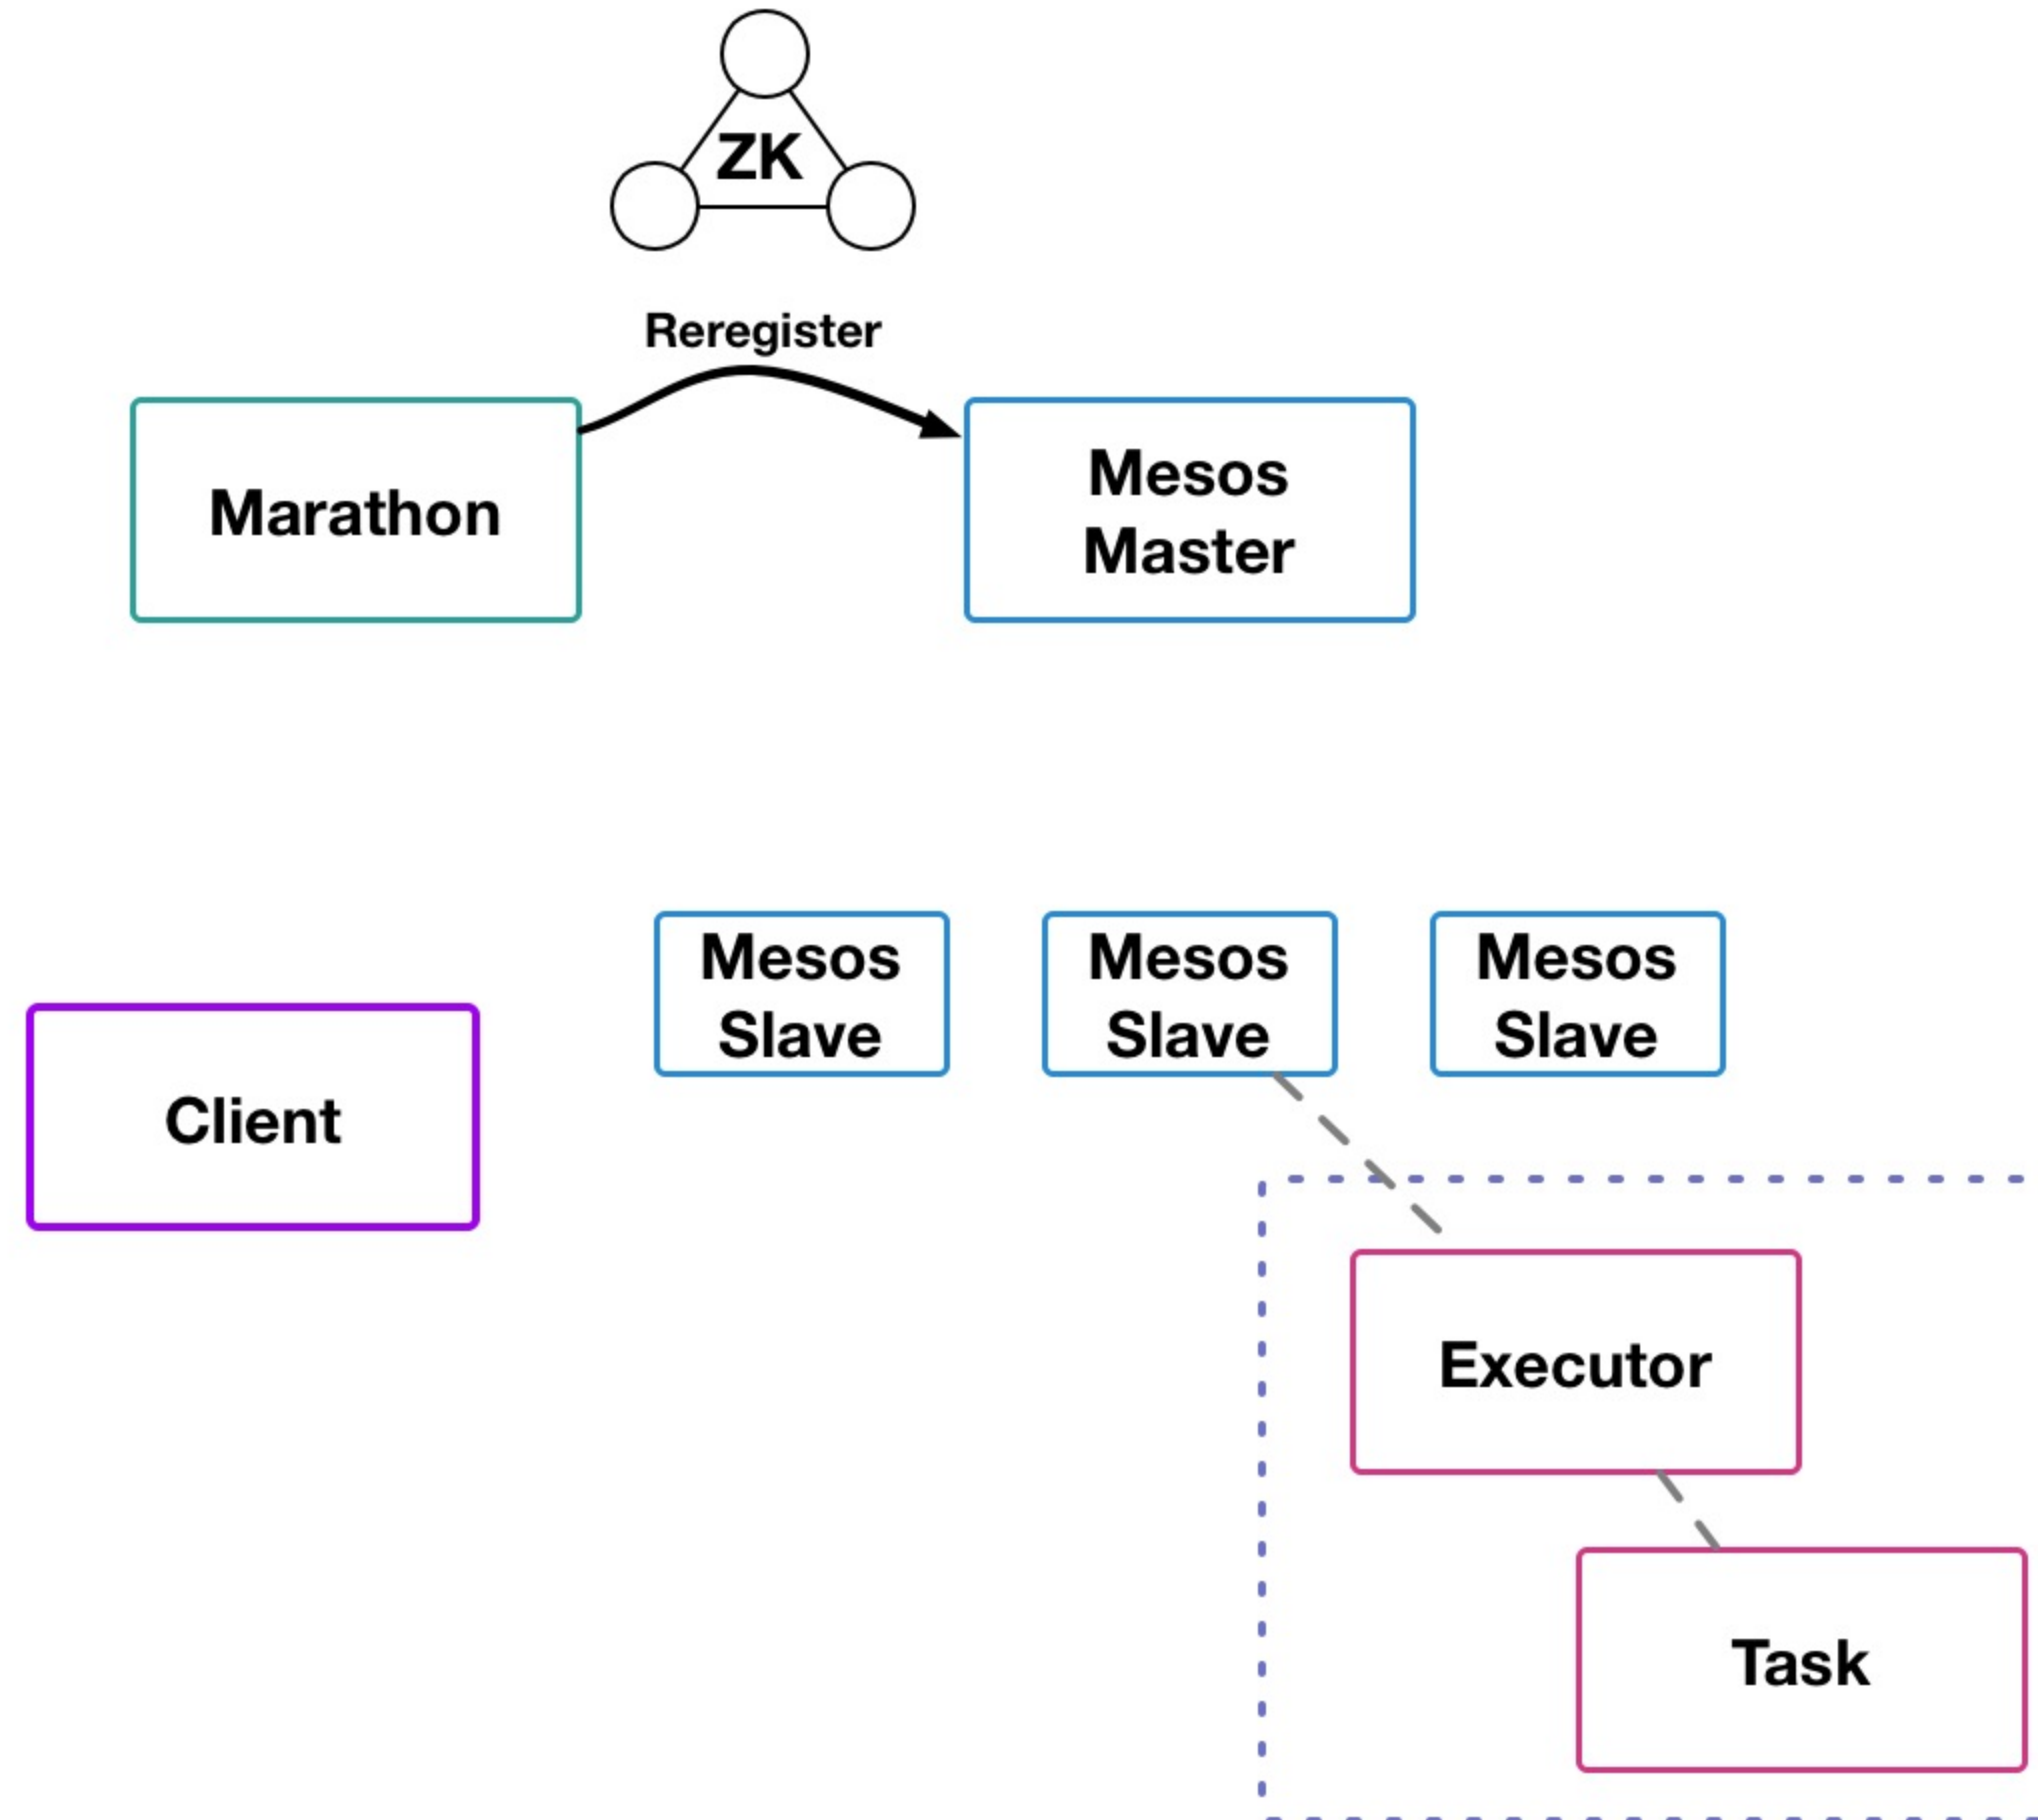 ZK
Reregister
Marathon
Mesos
Master
Mesos
Slave
Mesos
Slave
Mesos
Slave
Client
Executor
Task